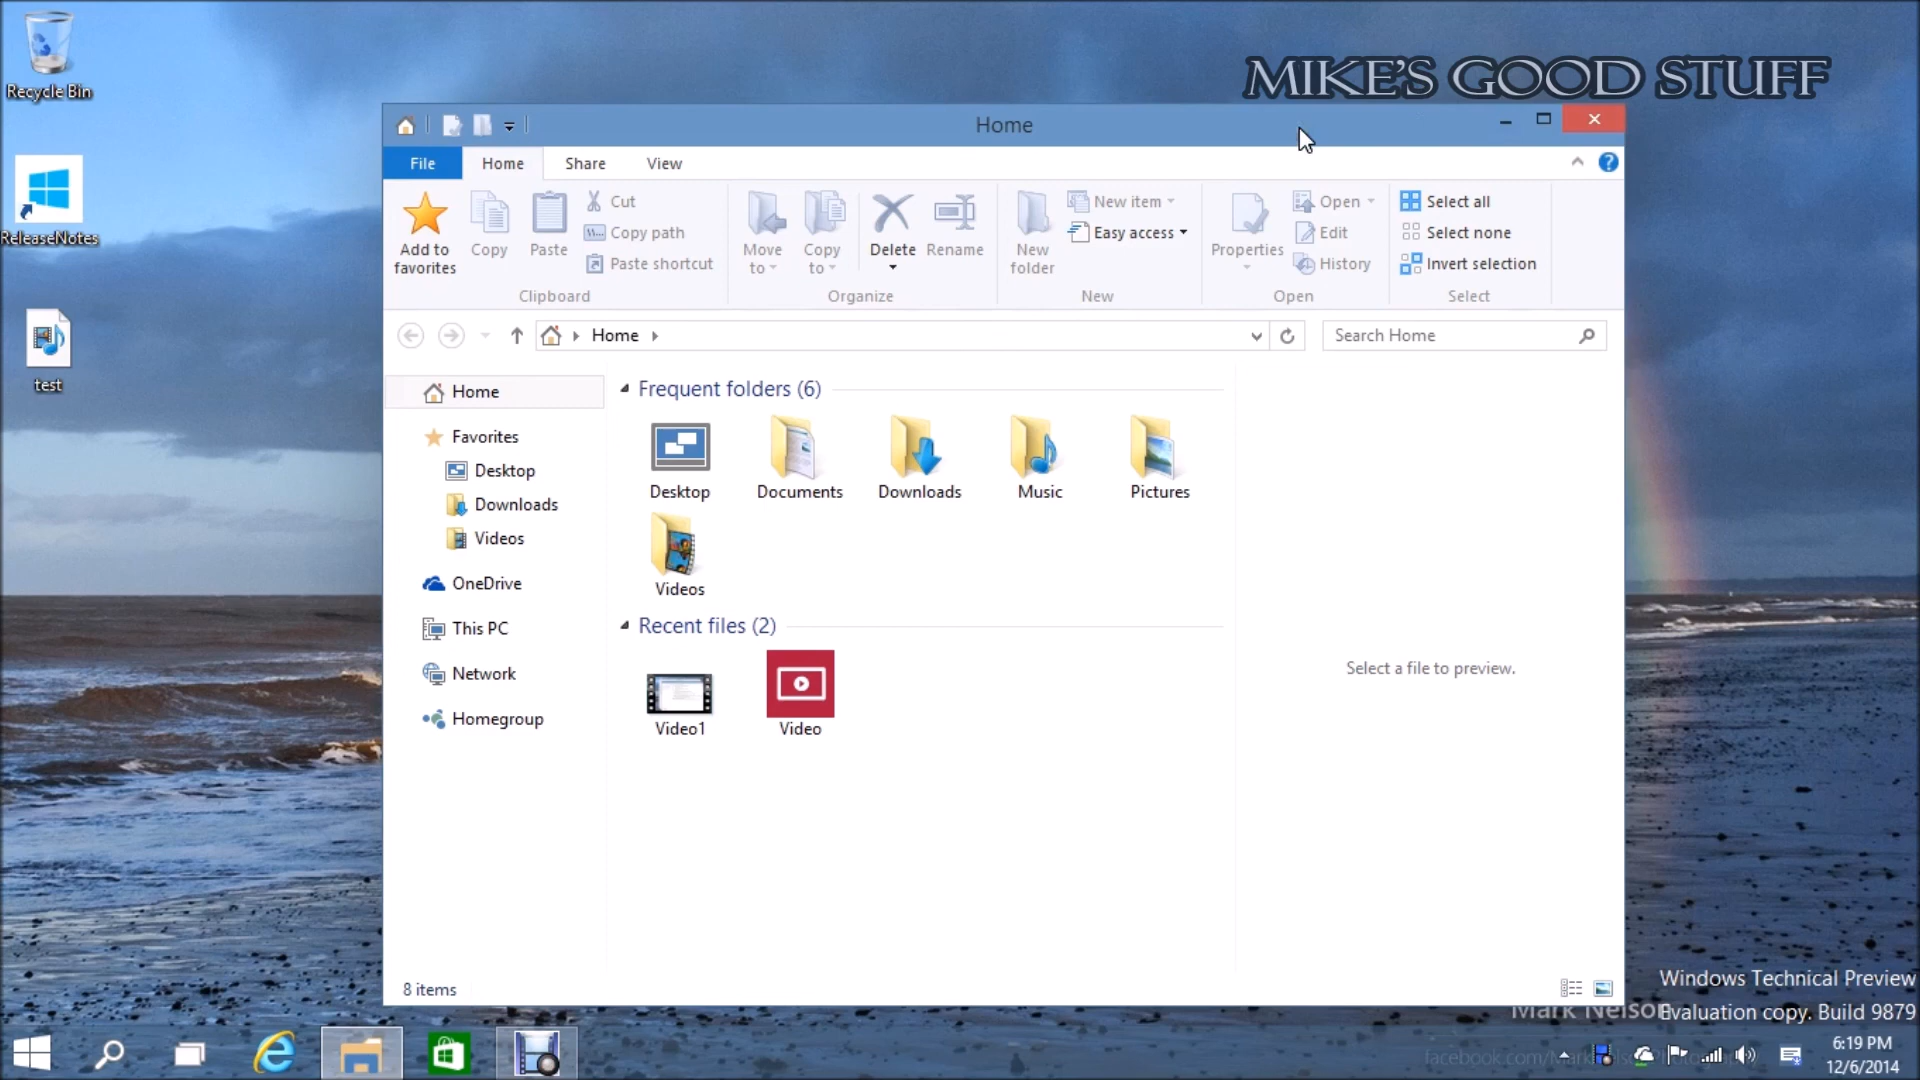 Recycle Bin
ReleaseNotes
test
MIKE'S GOOD STUFF
Home
File Home Share View
Add to favorites
Copy
Paste
Cut
Copy path
Paste shortcut
Clipboard
Move to
Copy to
Delete
Rename
Organize
New folder
New item
Easy access
New
Properties
Open
Edit
History
Open
Select all
Select none
Invert selection
Select
Home
Search Home
Home
Favorites
Desktop
Downloads
Videos
OneDrive
This PC
Network
Homegroup
Frequent folders (6)
Desktop Documents Downloads Music Pictures
Videos
Recent files (2)
Video1 Video
Select a file to preview.
8 items
Windows Technical Preview
Mark Nelson
Evaluation copy. Build 9879
facebook.com/Mark
6:19 PM
12/6/2014